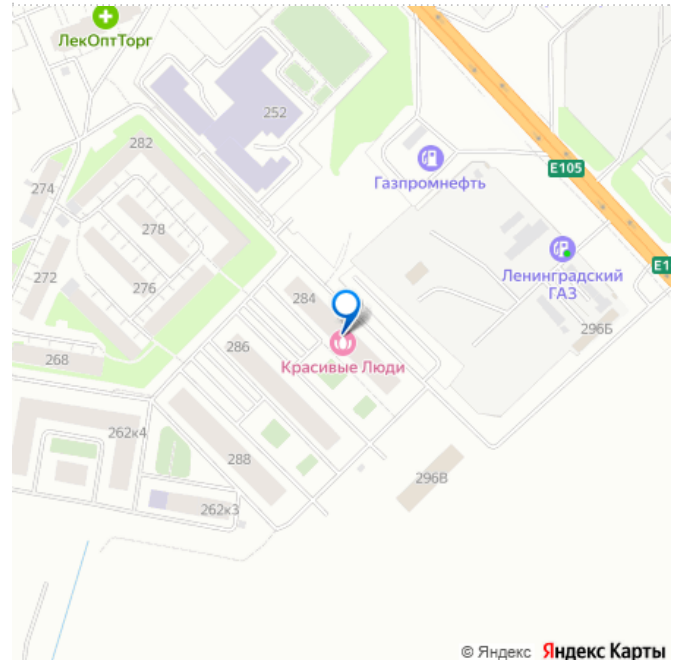 ЛекОптТорг
252
282
Газпромнефть
E105
274
278
Ленинградский
ГАЗ
E1
272
276
284
296Б
286
268
Красивые Люди
262к4
288
296В
262к3
© Яндекс Яндекс Карты